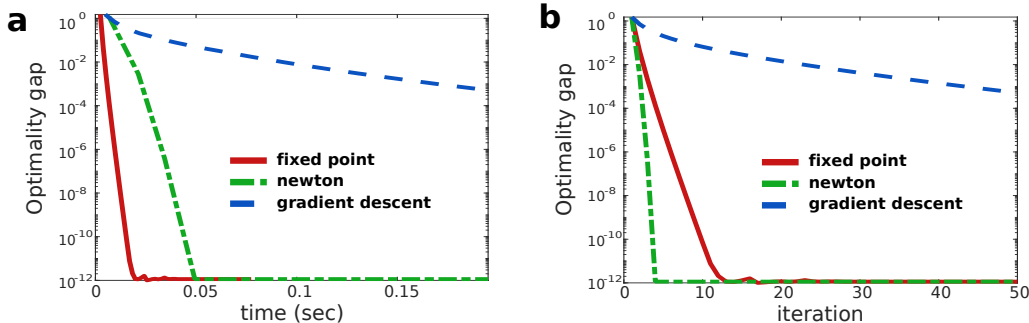 a
Optimality gap
10^0
10^-2
10^-4
10^-6
10^-8
10^-10
10^-12
fixed point
newton
gradient descent
0 0.05 0.1 0.15
time (sec)
b
Optimality gap
10^0
10^-2
10^-4
10^-6
10^-8
10^-10
10^-12
fixed point
newton
gradient descent
0 10 20 30 40 50
iteration